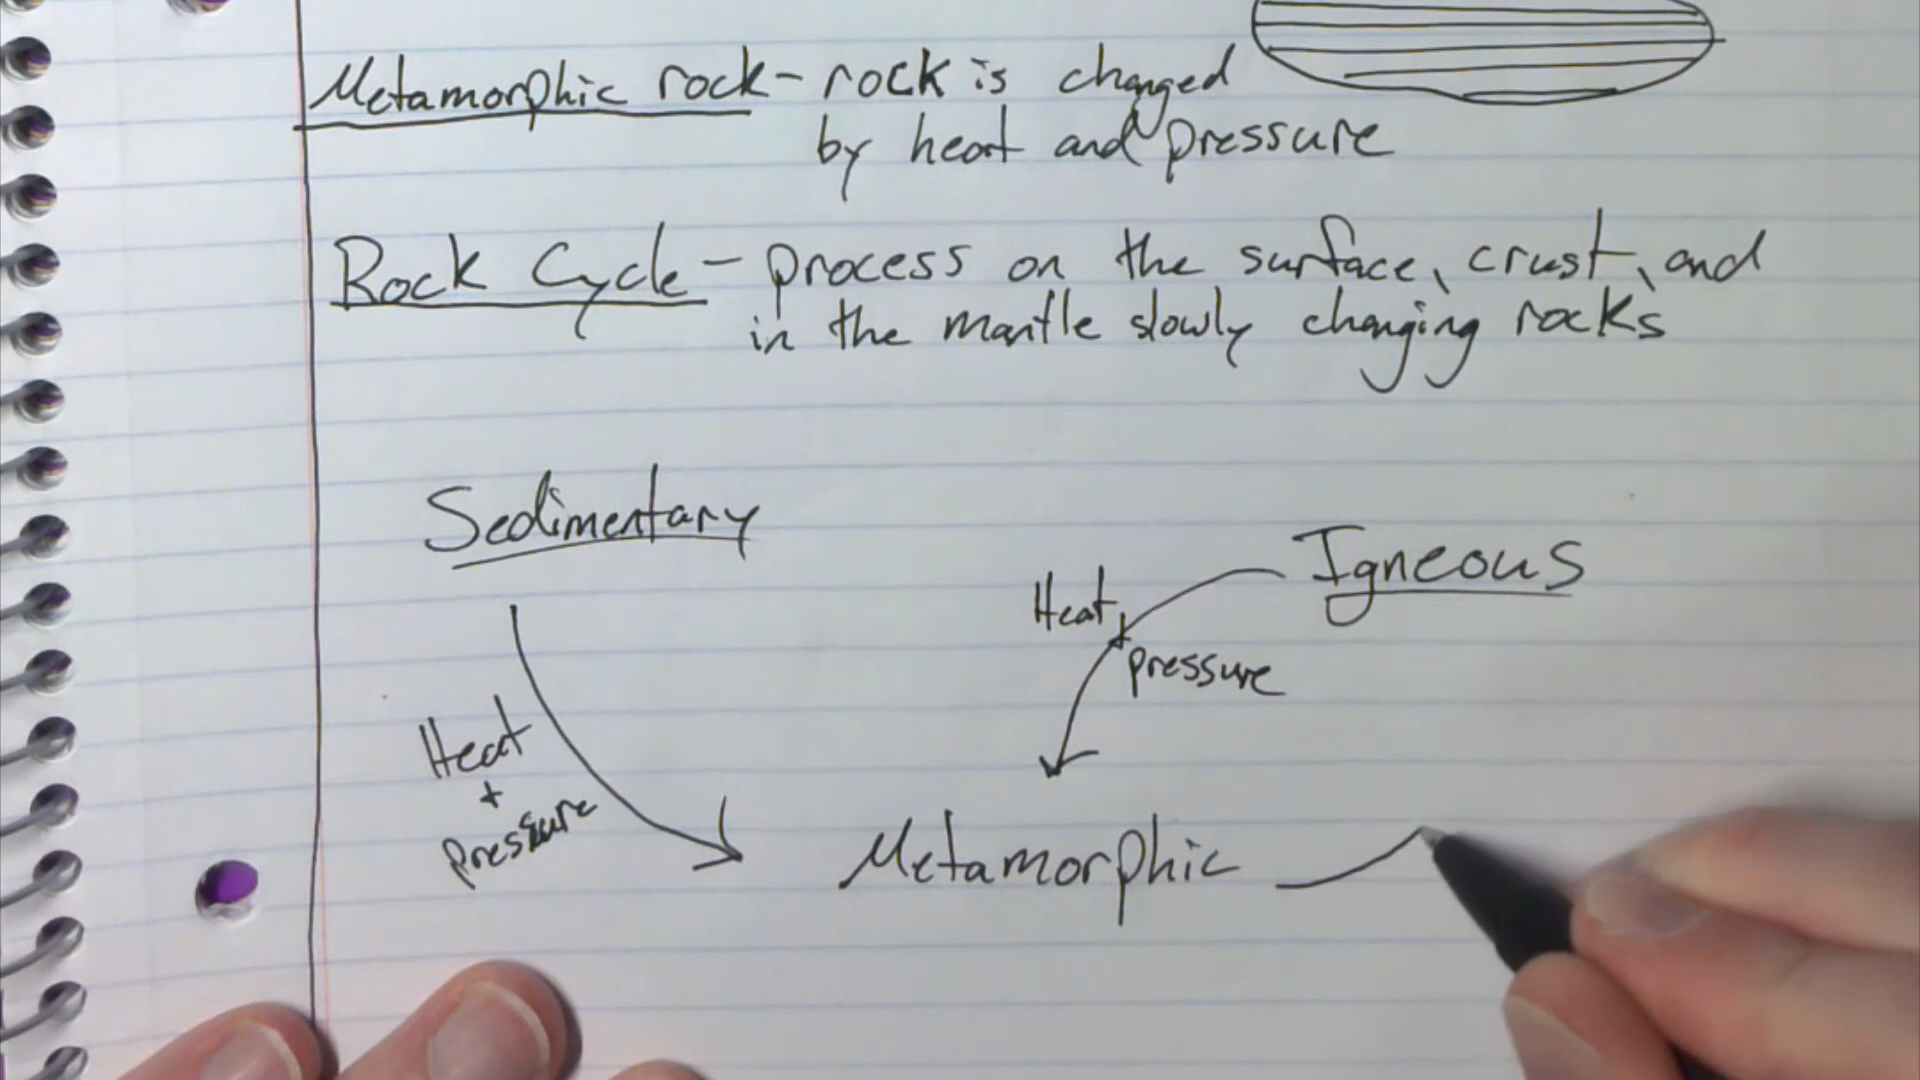 Metamorphic rock - rock is changed
by heat and pressure
Rock Cycle - process on the surface, crust, and
in the mantle slowly changing rocks
Sedimentary
Igneous
Heat
+
pressure
Heat
+
pressure
Metamorphic